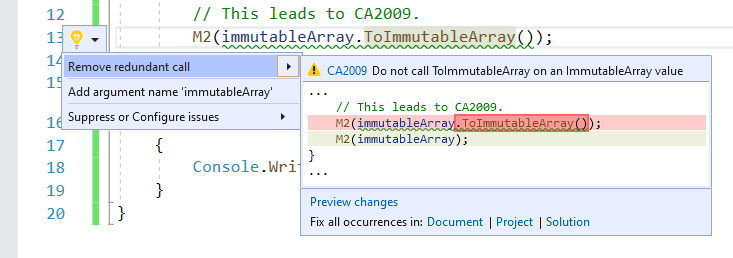 12 // This leads to CA2009.
13 M2(immutableArray.ToImmutableArray());
14
Remove redundant call
15
Add argument name 'immutableArray'
Suppress or Configure issues
16
17 {
18 Console.Wri
19 }
20 }
CA2009 Do not call ToImmutableArray on an ImmutableArray value
...
// This leads to CA2009.
M2(immutableArray.ToImmutableArray());
M2(immutableArray);
}
...
Preview changes
Fix all occurrences in: Document | Project | Solution